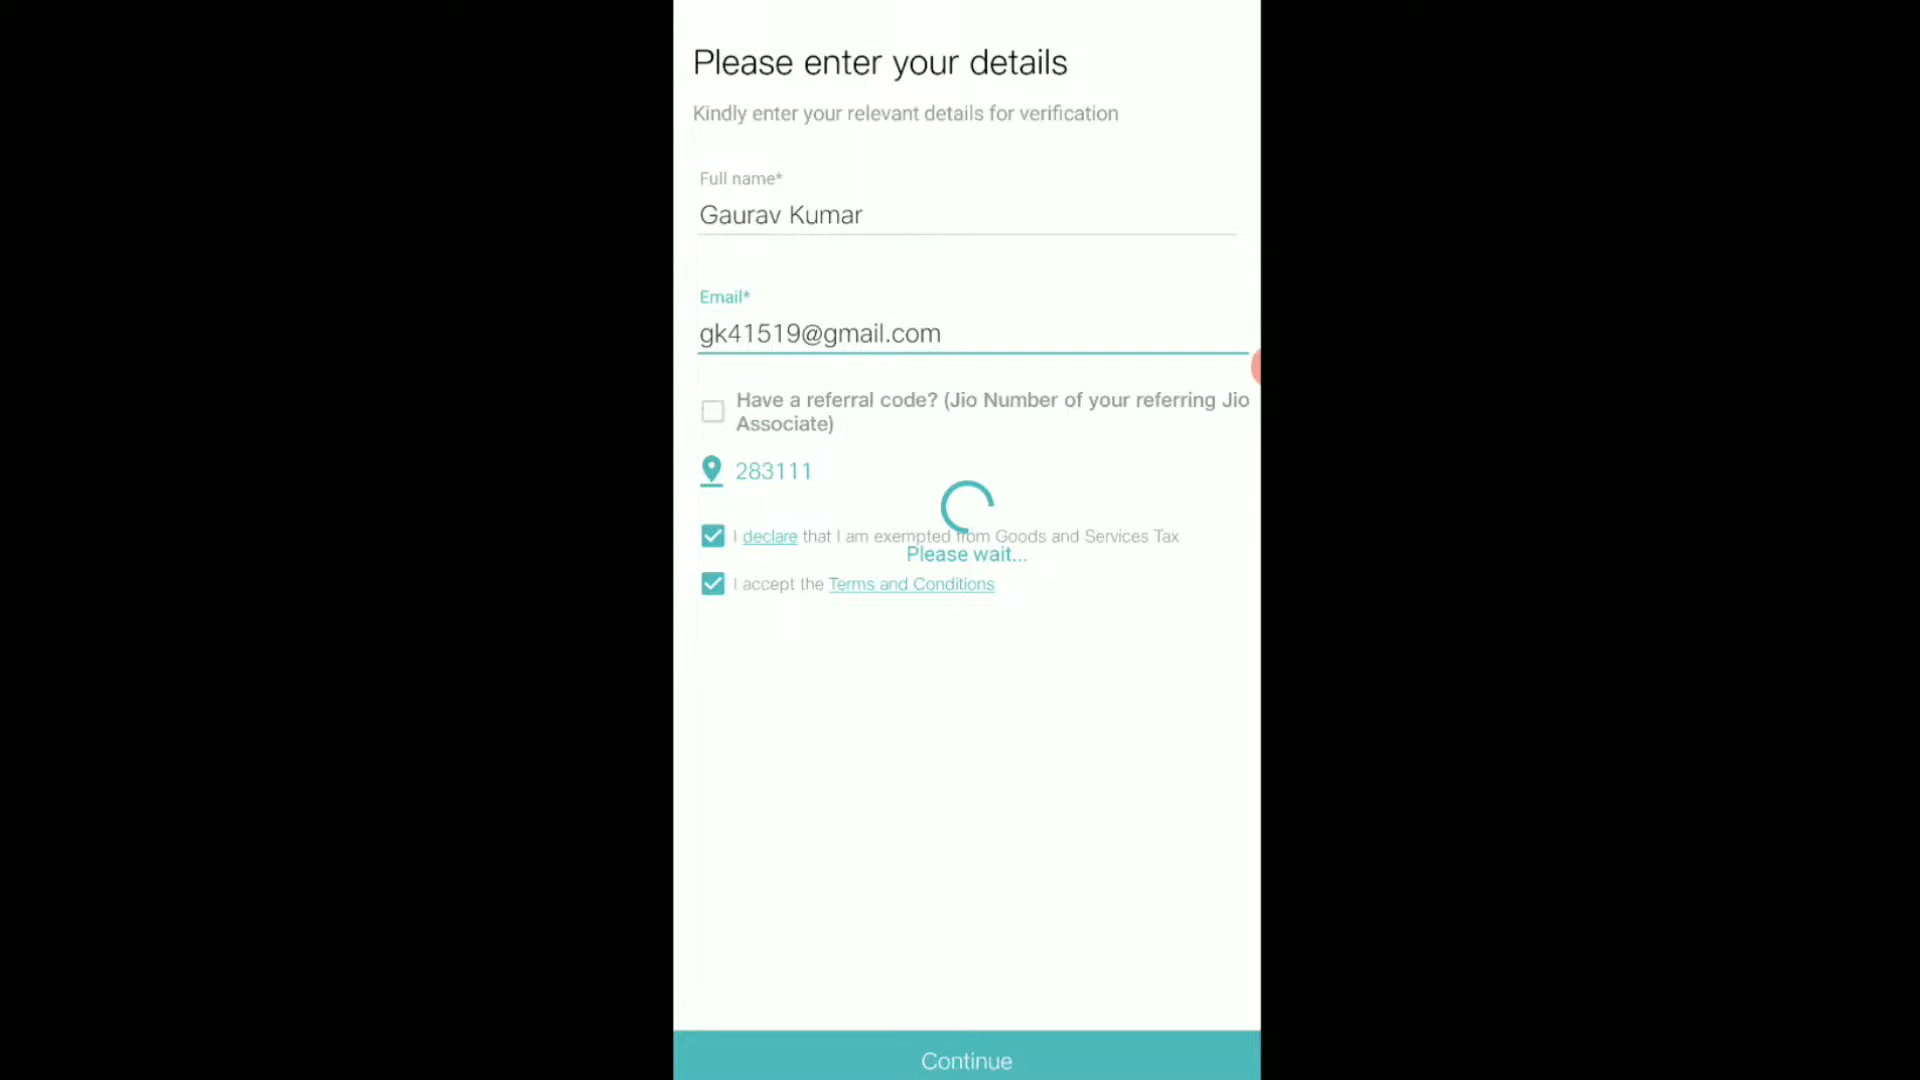 Please enter your details
Kindly enter your relevant details for verification
Full name*
Gaurav Kumar
Email*
gk41519@gmail.com
Have a referral code? (Jio Number of your referring Jio
Associate)
283111
I declare that I am exempted from Goods and Services Tax
Please wait...
I accept the Terms and Conditions
Continue